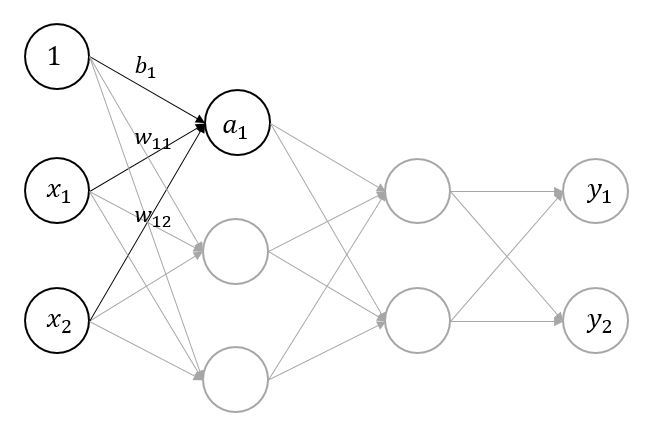 1
b₁
a₁
w₁₁
x₁
y₁
w₁₂
x₂
y₂